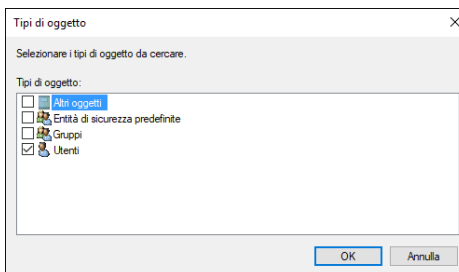 Tipi di oggetto
Selezionare i tipi di oggetto da cercare.
Tipi di oggetto:
Altri oggetti
Entità di sicurezza predefinite
Gruppi
Utenti
OK Annulla